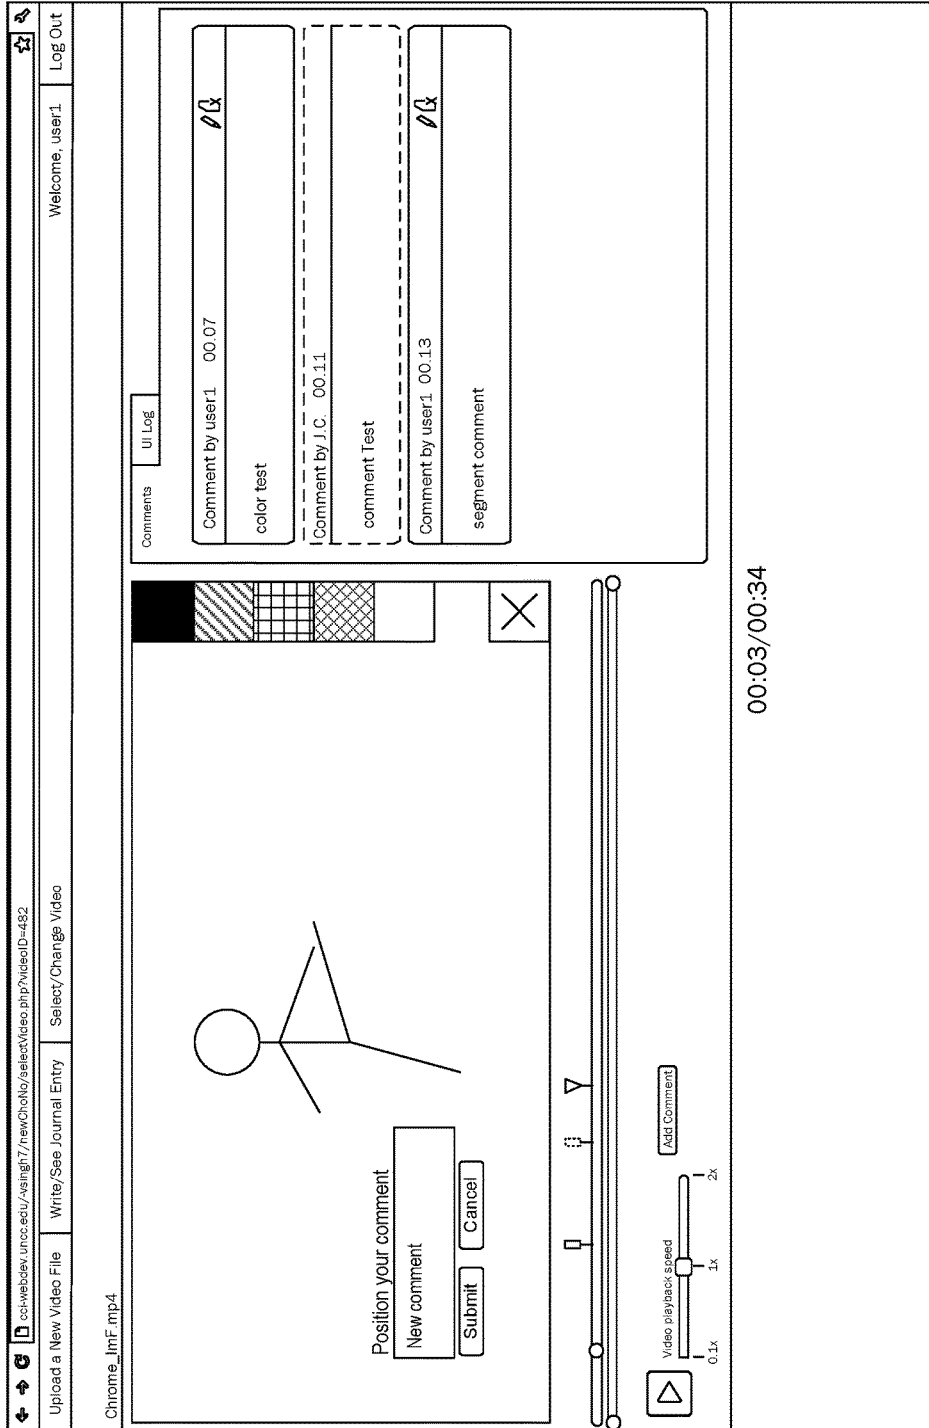 cci-webdev.uncc.edu/~vsingh7/newChoNo/selectVideo.php?videoID=482
Upload a New Video File
Write/See Journal Entry
Select/Change Video
Welcome, user1
Log Out
Chrome_ImF.mp4
Position your comment
New comment
Submit
Cancel
Comments
UI Log
Comment by user1 00.07
color test
Comment by J.C. 00.11
comment Test
Comment by user1 00.13
segment comment
Video playback speed
0.1x
1x
2x
Add Comment
00:03/00:34